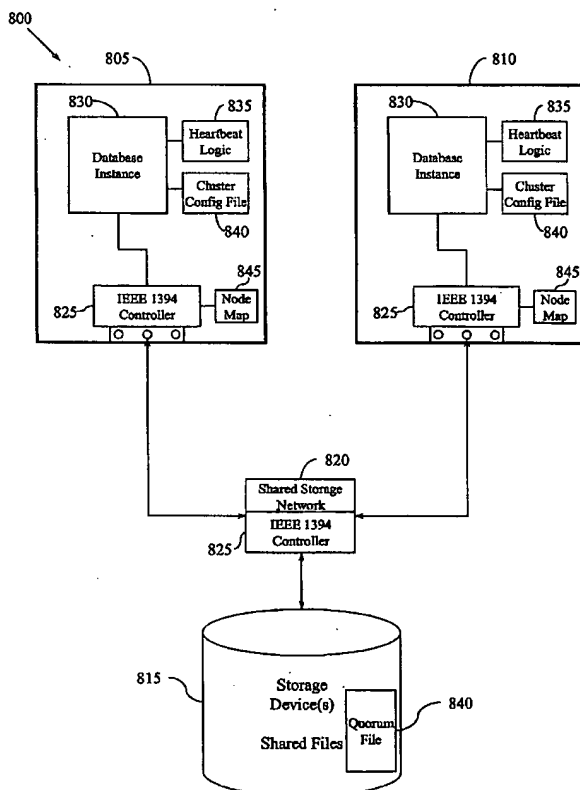 800
805
810
830
835
Database
Instance
Heartbeat
Logic
Cluster
Config File
840
845
825
IEEE 1394
Controller
Node
Map
830
835
Database
Instance
Heartbeat
Logic
Cluster
Config File
840
845
825
IEEE 1394
Controller
Node
Map
820
Shared Storage
Network
825
IEEE 1394
Controller
815
Storage
Device(s)
Shared Files
Quorum
File
840